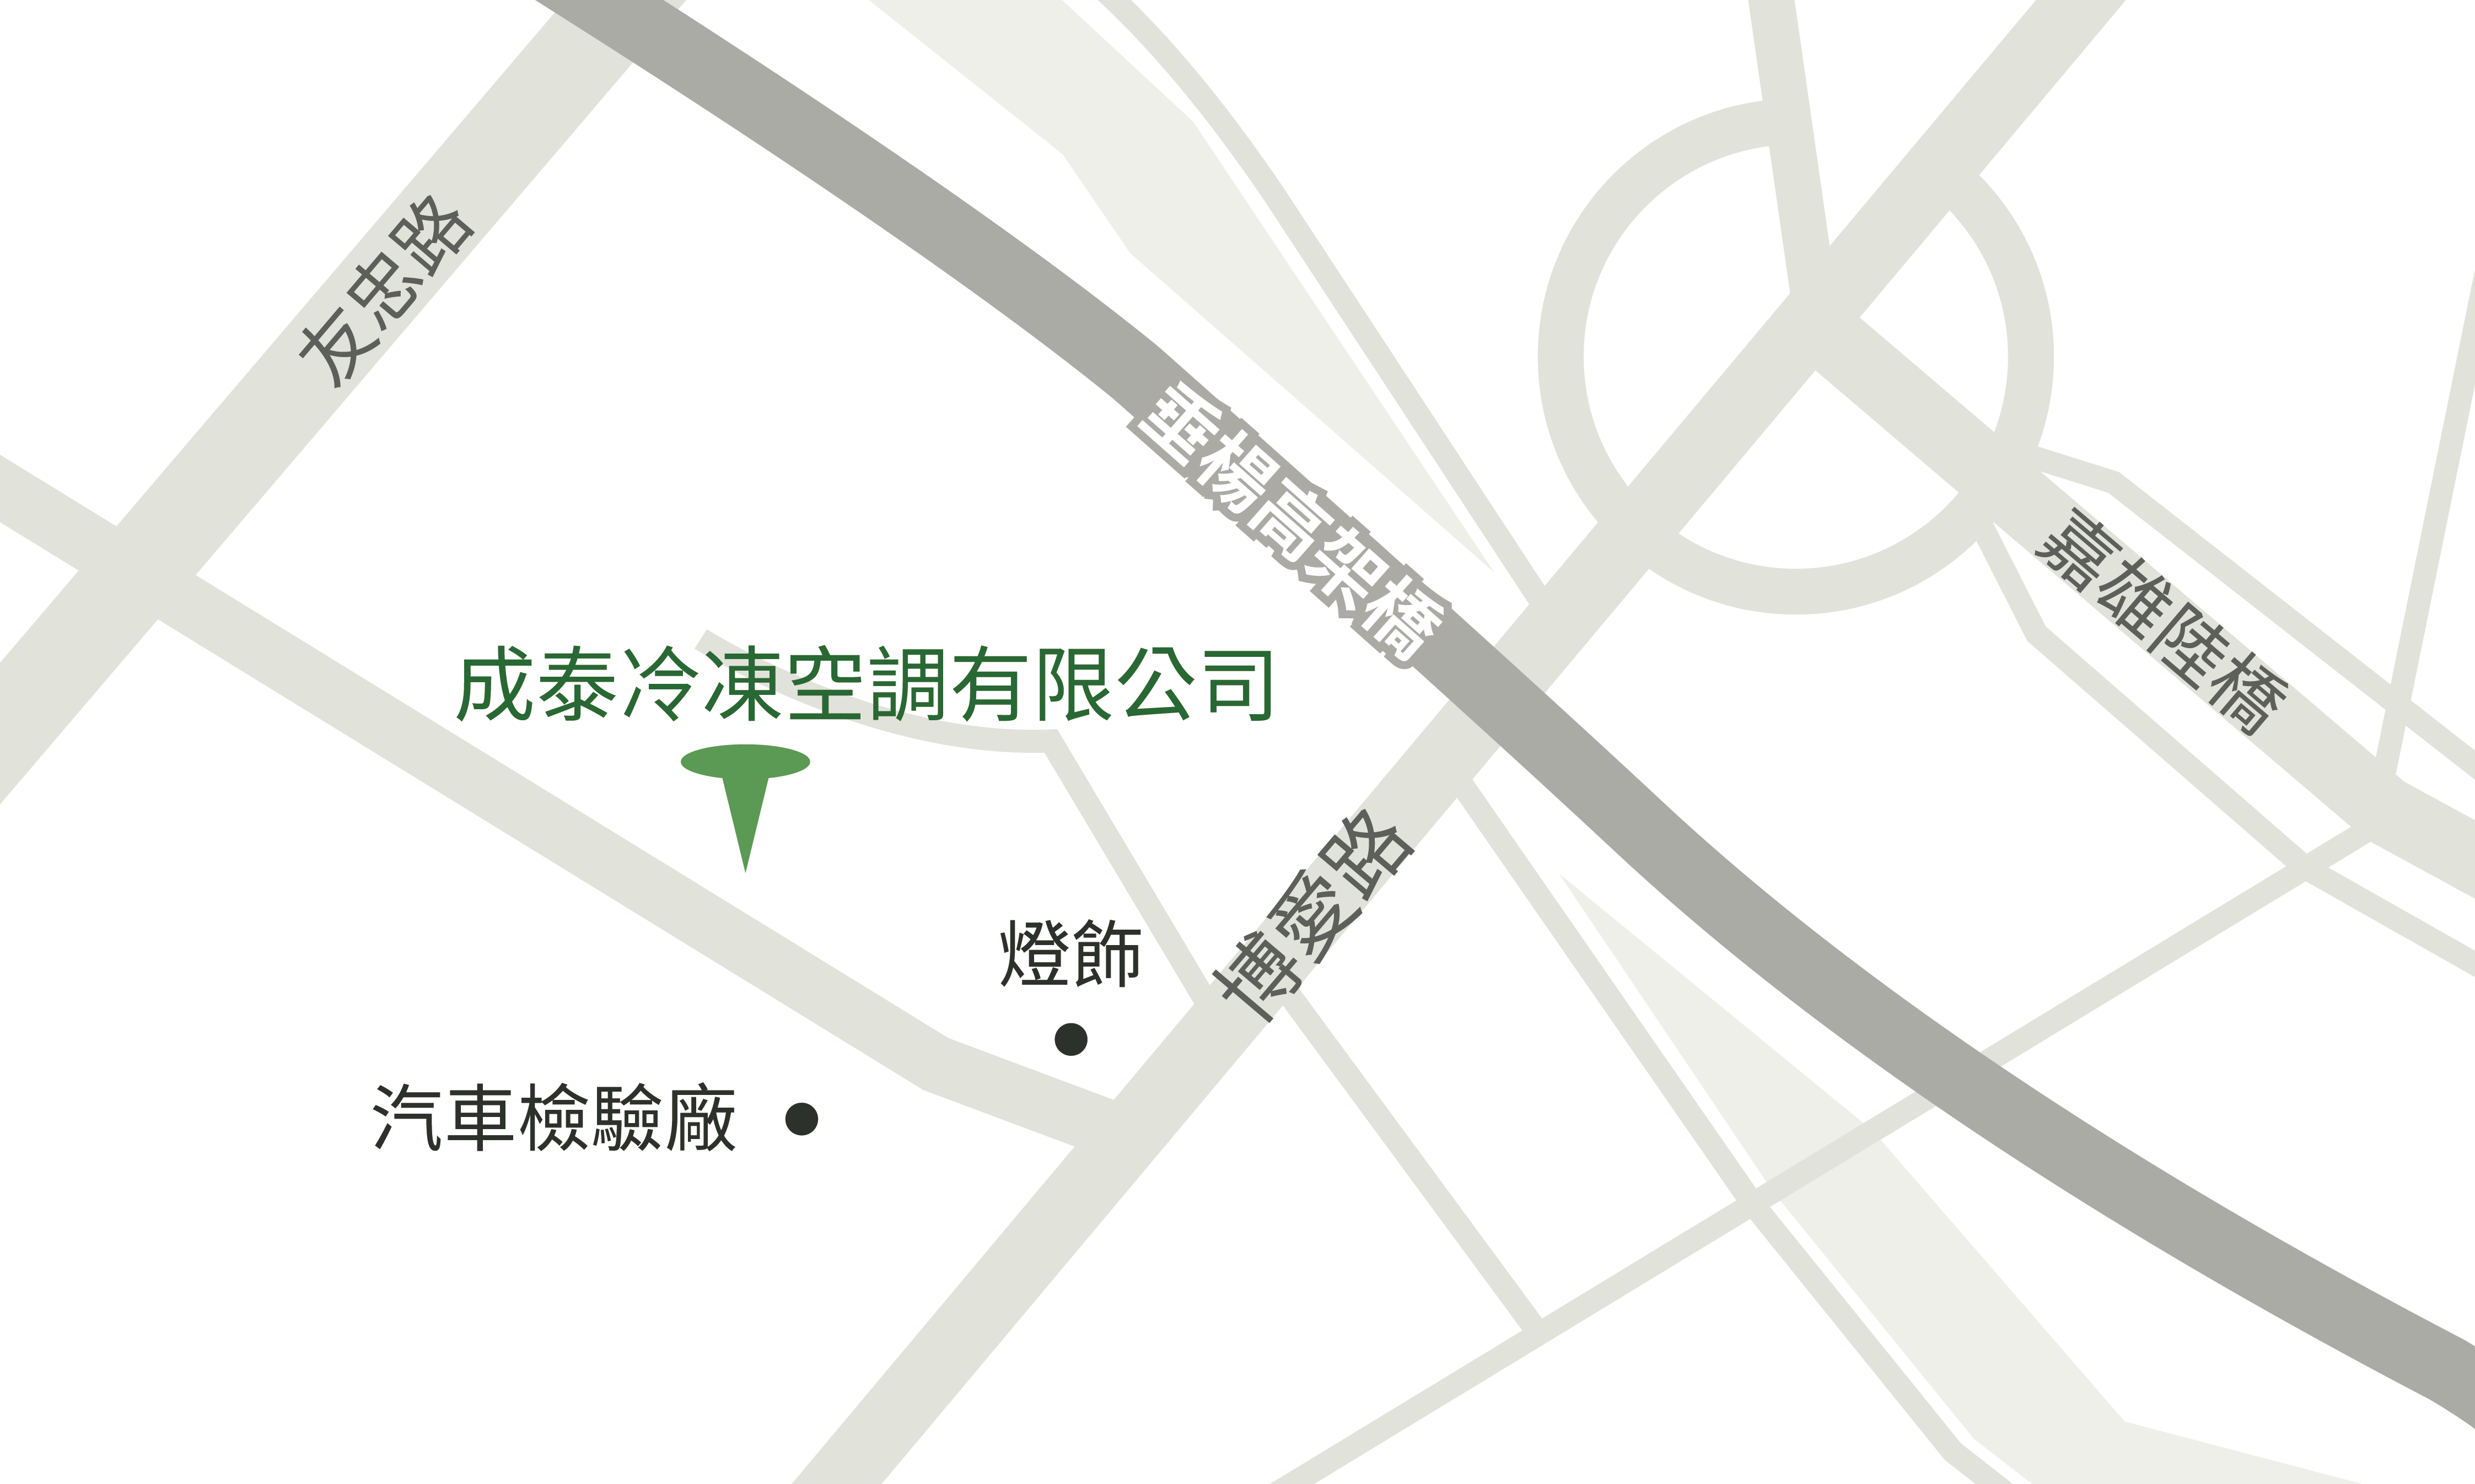 友忠路
垂楊高架橋
嘉雄陸橋
成泰冷凍空調有限公司
博愛路
燈飾
汽車檢驗廠